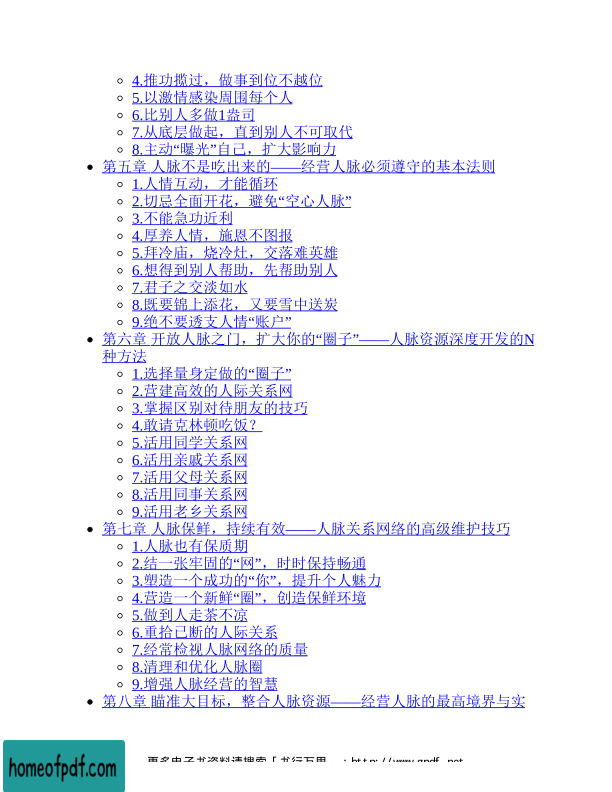 4.推功揽过，做事到位不越位
5.以激情感染周围每个人
6.比别人多做1盎司
7.从底层做起，直到别人不可取代
8.主动“曝光”自己，扩大影响力
第五章 人脉不是吃出来的——经营人脉必须遵守的基本法则
1.人情互动，才能循环
2.切忌全面开花，避免“空心人脉”
3.不能急功近利
4.厚养人情，施恩不图报
5.拜冷庙，烧冷灶，交落难英雄
6.想得到别人帮助，先帮助别人
7.君子之交淡如水
8.既要锦上添花，又要雪中送炭
9.绝不要透支人情“账户”
第六章 开放人脉之门，扩大你的“圈子”——人脉资源深度开发的N
种方法
1.选择量身定做的“圈子”
2.营建高效的人际关系网
3.掌握区别对待朋友的技巧
4.敢请克林顿吃饭？
5.活用同学关系网
6.活用亲戚关系网
7.活用父母关系网
8.活用同事关系网
9.活用老乡关系网
第七章 人脉保鲜，持续有效——人脉关系网络的高级维护技巧
1.人脉也有保质期
2.结一张牢固的“网”，时时保持畅通
3.塑造一个成功的“你”，提升个人魅力
4.营造一个新鲜“圈”，创造保鲜环境
5.做到人走茶不凉
6.重拾已断的人际关系
7.经常检视人脉网络的质量
8.清理和优化人脉圈
9.增强人脉经营的智慧
第八章 瞄准大目标，整合人脉资源——经营人脉的最高境界与实
homeofpdf.com